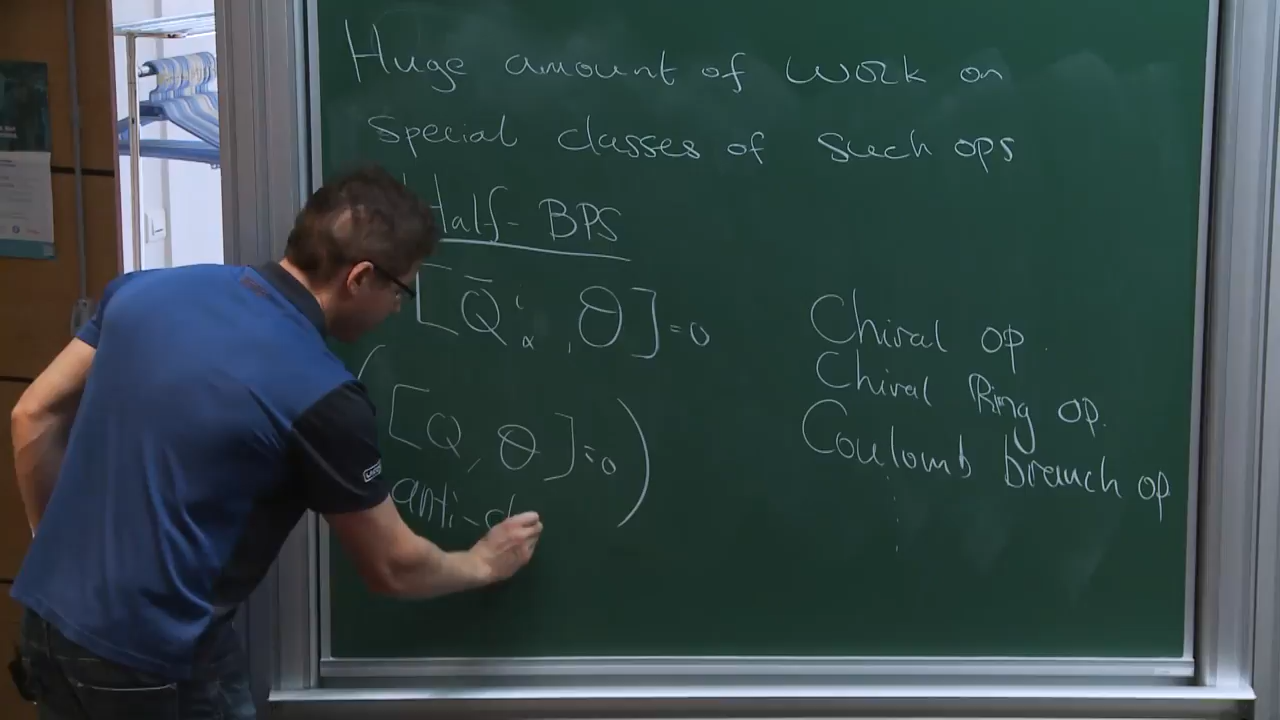 Huge amount of work on
special classes of such ops
Half-BPS
[Q̄^i_α, O] = 0
([Q, O] = 0)
anti-ch
Chiral op.
Chiral Ring op.
Coulomb branch op